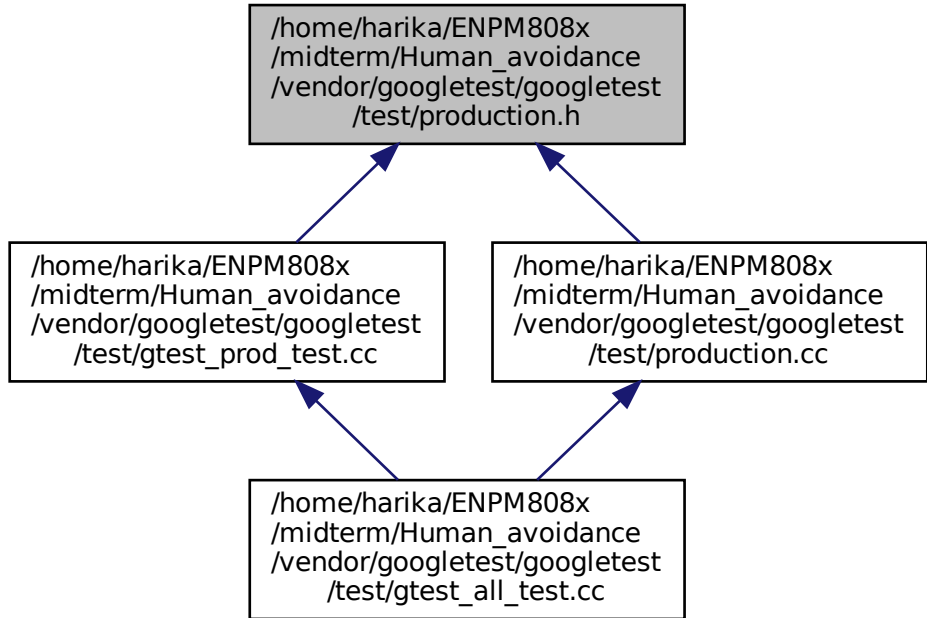 /home/harika/ENPM808x
/midterm/Human_avoidance
/vendor/googletest/googletest
/test/production.h
/home/harika/ENPM808x
/midterm/Human_avoidance
/vendor/googletest/googletest
/test/gtest_prod_test.cc
/home/harika/ENPM808x
/midterm/Human_avoidance
/vendor/googletest/googletest
/test/production.cc
/home/harika/ENPM808x
/midterm/Human_avoidance
/vendor/googletest/googletest
/test/gtest_all_test.cc